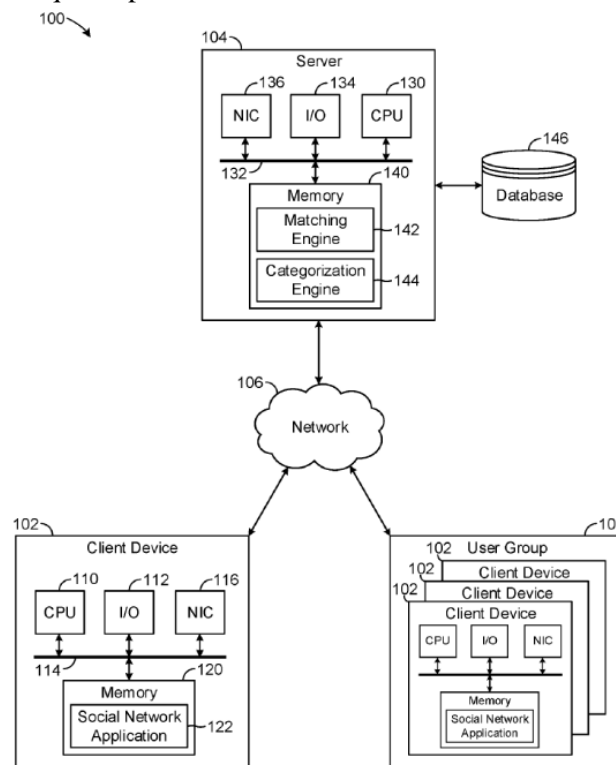 100
104
Server
136
134
130
NIC
I/O
CPU
132
Memory
140
Matching
Engine
142
Categorization
Engine
144
146
Database
106
Network
102
Client Device
110
112
116
CPU
I/O
NIC
114
120
Memory
Social Network
Application
122
User Group
102
Client Device
102
Client Device
102
Client Device
CPU
I/O
NIC
Memory
Social Network
Application